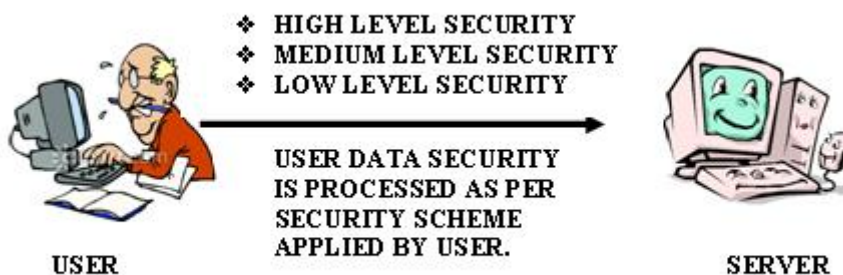 ❖ HIGH LEVEL SECURITY
❖ MEDIUM LEVEL SECURITY
❖ LOW LEVEL SECURITY
USER DATA SECURITY
IS PROCESSED AS PER
SECURITY SCHEME
APPLIED BY USER.
USER
SERVER